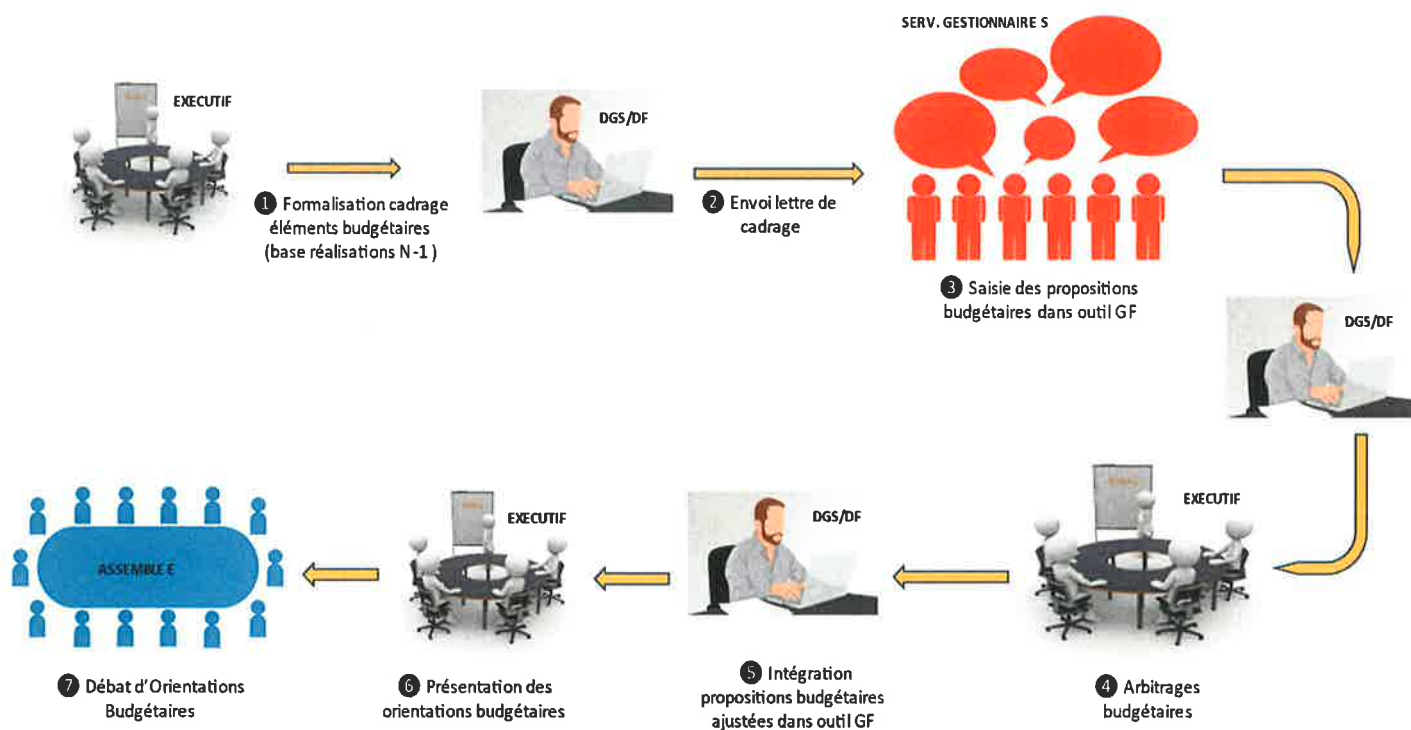 SERV. GESTIONNAIRE S
EXECUTIF
DGS/DF
1 Formalisation cadrage
éléments budgétaires
(base réalisations N-1 )
2 Envoi lettre de
cadrage
3 Saisie des propositions
budgétaires dans outil GF
DGS/DF
EXECUTIF
4 Arbitrages
budgétaires
DGS/DF
5 Intégration
propositions budgétaires
ajustées dans outil GF
EXECUTIF
6 Présentation des
orientations budgétaires
ASSEMBLE E
7 Débat d'Orientations
Budgétaires